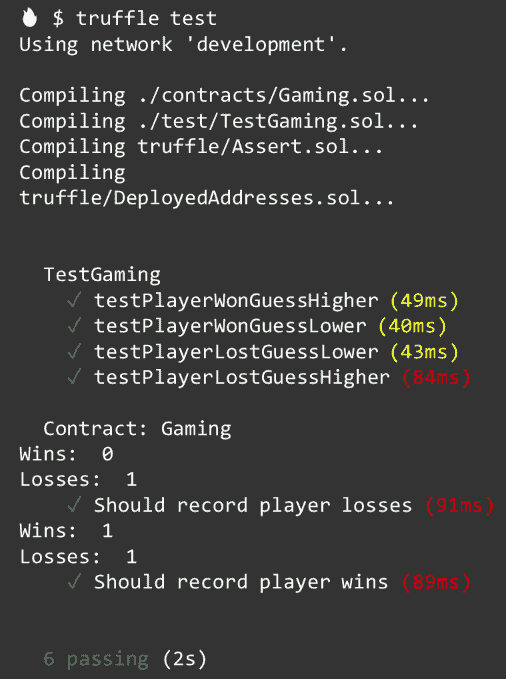 $ truffle test
Using network 'development'.
Compiling ./contracts/Gaming.sol...
Compiling ./test/TestGaming.sol...
Compiling truffle/Assert.sol...
Compiling
truffle/DeployedAddresses.sol...
TestGaming
✓ testPlayerWonGuessHigher (49ms)
✓ testPlayerWonGuessLower (40ms)
✓ testPlayerLostGuessLower (43ms)
✓ testPlayerLostGuessHigher (84ms)
Contract: Gaming
Wins:  0
Losses:  1
✓ Should record player losses (91ms)
Wins:  1
Losses:  1
✓ Should record player wins (89ms)
6 passing (2s)